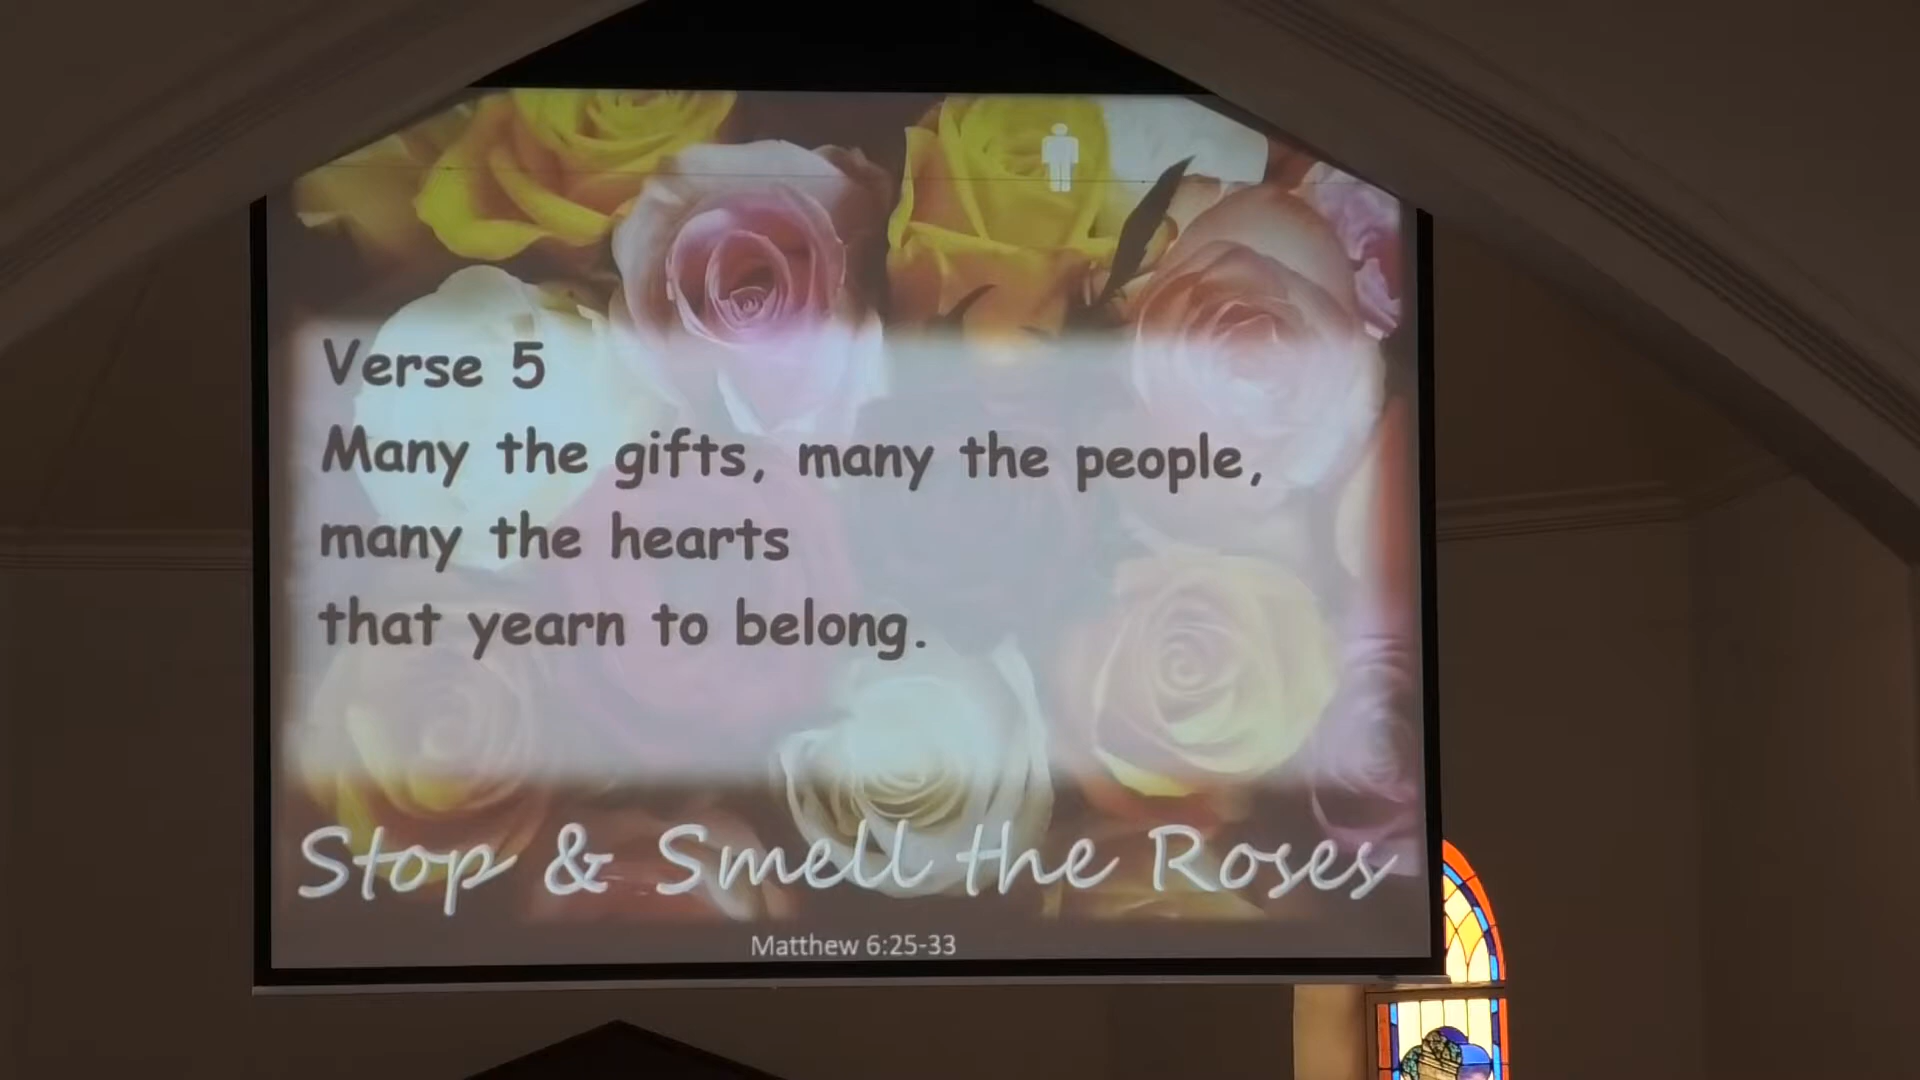 Verse 5
Many the gifts, many the people,
many the hearts
that yearn to belong.
Stop & Smell the Roses
Matthew 6:25-33